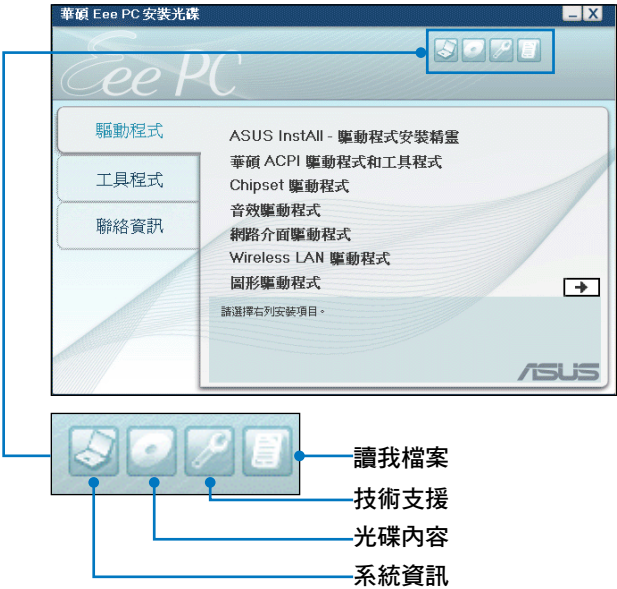 華碩 Eee PC 安裝光碟
Eee PC
驅動程式
工具程式
聯絡資訊
ASUS InstAll - 驅動程式安裝精靈
華碩 ACPI 驅動程式和工具程式
Chipset 驅動程式
音效驅動程式
網路介面驅動程式
Wireless LAN 驅動程式
圖形驅動程式
請選擇右列安裝項目。
ASUS
讀我檔案
技術支援
光碟內容
系統資訊